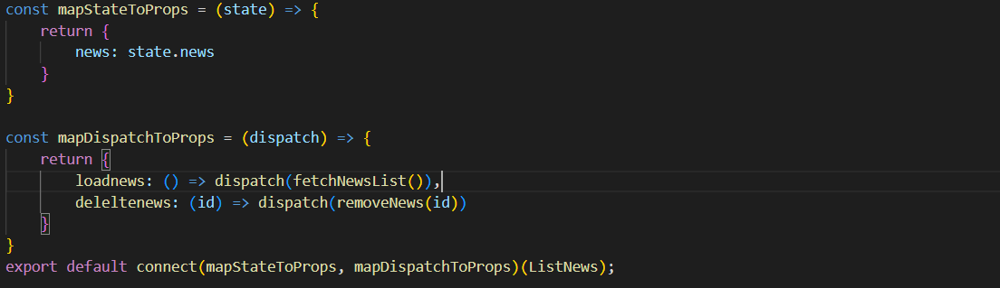 const mapStateToProps = (state) => {
    return {
        news: state.news
    }
}

const mapDispatchToProps = (dispatch) => {
    return {
        loadnews: () => dispatch(fetchNewsList()),
        deleltenews: (id) => dispatch(removeNews(id))
    }
}
export default connect(mapStateToProps, mapDispatchToProps)(ListNews);